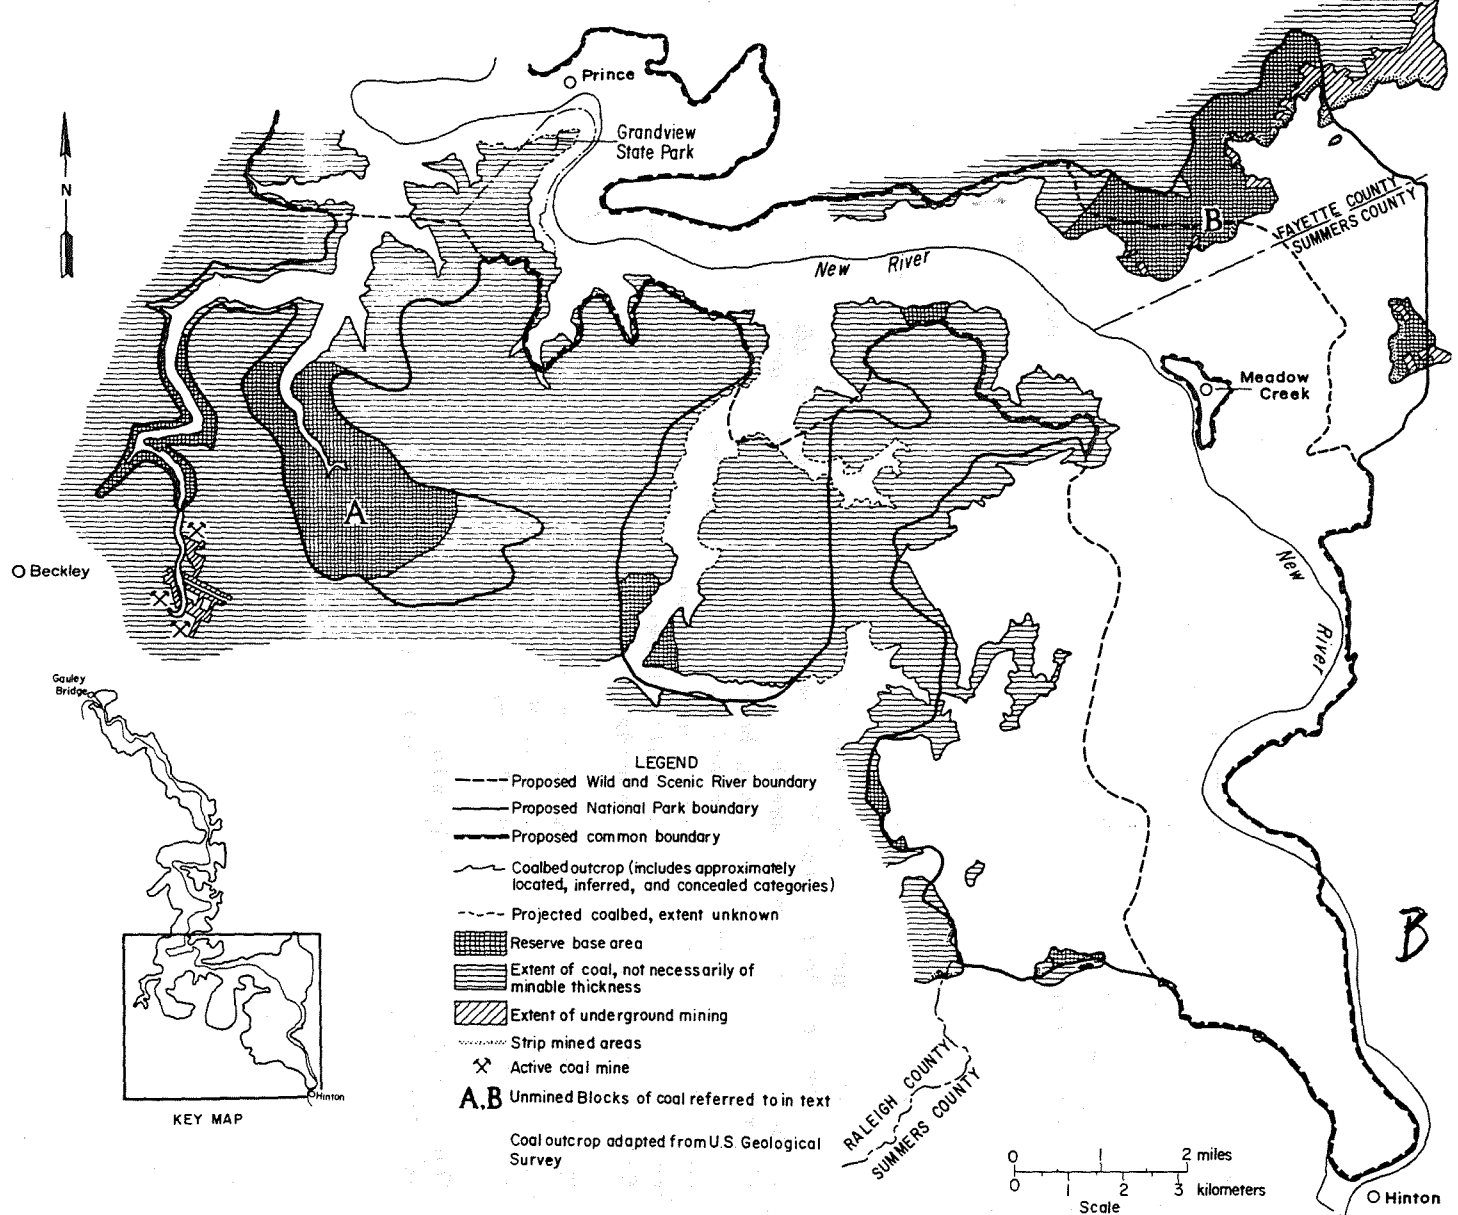 Prince
Grandview
State Park
N
B
FAYETTE COUNTY
SUMMERS COUNTY
New River
Meadow
Creek
A
New
River
Beckley
Gauley
Bridge
LEGEND
Proposed Wild and Scenic River boundary
Proposed National Park boundary
Proposed common boundary
Coalbed outcrop (includes approximately
located, inferred, and concealed categories)
Projected coalbed, extent unknown
Reserve base area
Extent of coal, not necessarily of
minable thickness
Extent of underground mining
Strip mined areas
Active coal mine
A,B Unmined Blocks of coal referred to in text
Coal outcrop adapted from U.S. Geological
Survey
B
Hinton
KEY MAP
RALEIGH COUNTY
SUMMERS COUNTY
0 1 2 miles
0 1 2 3 kilometers
Scale
Hinton